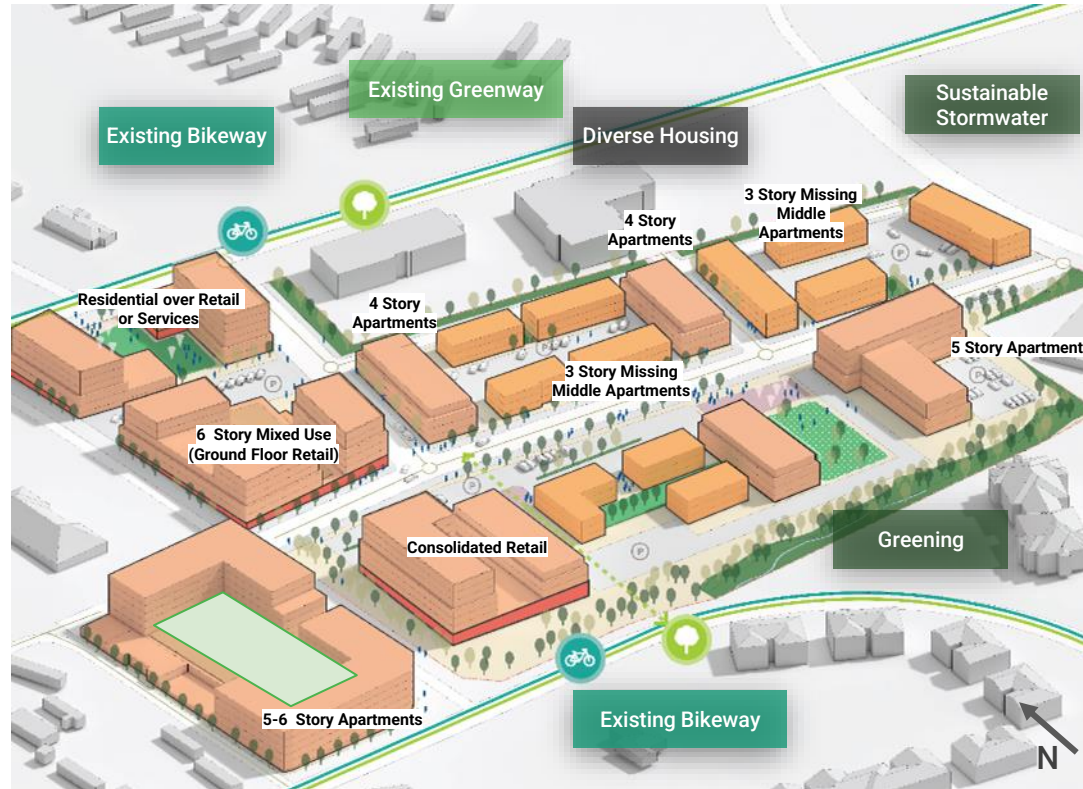 Existing Greenway
Existing Bikeway
Diverse Housing
Sustainable
Stormwater
3 Story Missing
Middle
Apartments
4 Story
Apartments
Residential over Retail
or Services
4 Story
Apartments
5 Story Apartment
3 Story Missing
Middle Apartments
6 Story Mixed Use
(Ground Floor Retail)
Consolidated Retail
Greening
5-6 Story Apartments
Existing Bikeway
N
P
P
P
P
P
P